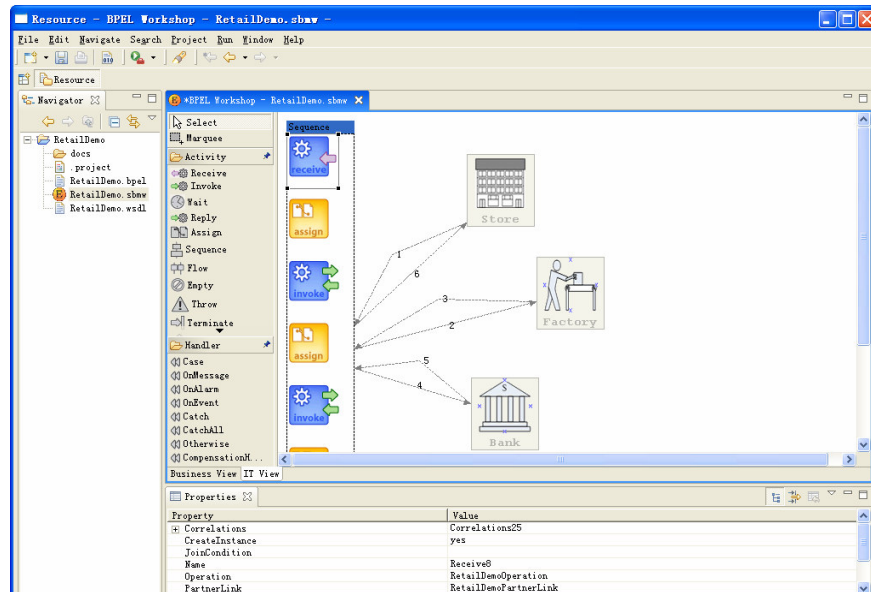 Resource - BPEL Workshop - RetailDemo.sbmw -
File Edit Navigate Search Project Run Window Help
010
Resource
Navigator
*BPEL Workshop - RetailDemo.sbmw
RetailDemo
docs
.project
RetailDemo.bpel
RetailDemo.sbmw
RetailDemo.wsdl
Select
Marquee
Activity
Receive
Invoke
Wait
Reply
Assign
Sequence
Flow
Empty
Throw
Terminate
Handler
Case
OnMessage
OnAlarm
OnEvent
Catch
CatchAll
Otherwise
CompensationH...
Sequence
receive
assign
invoke
assign
invoke
Store
1
6
3
2
Factory
5
4
S
Bank
Business View IT View
Properties
Property Value
Correlations Correlations25
CreateInstance yes
JoinCondition
Name Receive8
Operation RetailDemoOperation
PartnerLink RetailDemoPartnerLink